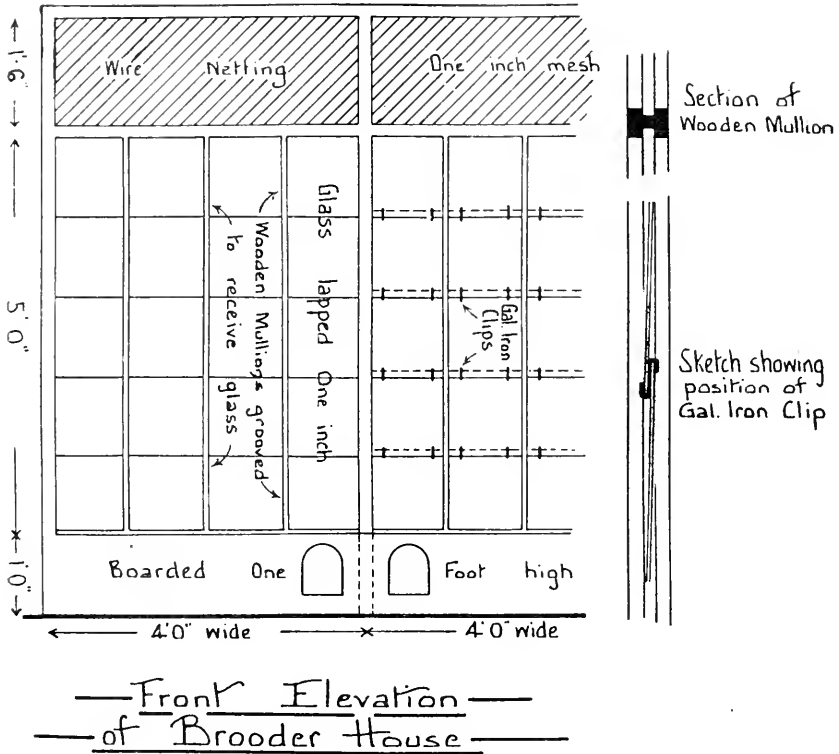 1'·6"
Wire Netting
One inch mesh
5'·0"
Glass lapped One inch
Wooden Mullions grooved
to receive glass
Gal. Iron
Clips
1'0"
Boarded One Foot high
4'0" wide
4'0" wide
Section of
Wooden Mullion
Sketch showing
position of
Gal. Iron Clip
Front Elevation
of Brooder House